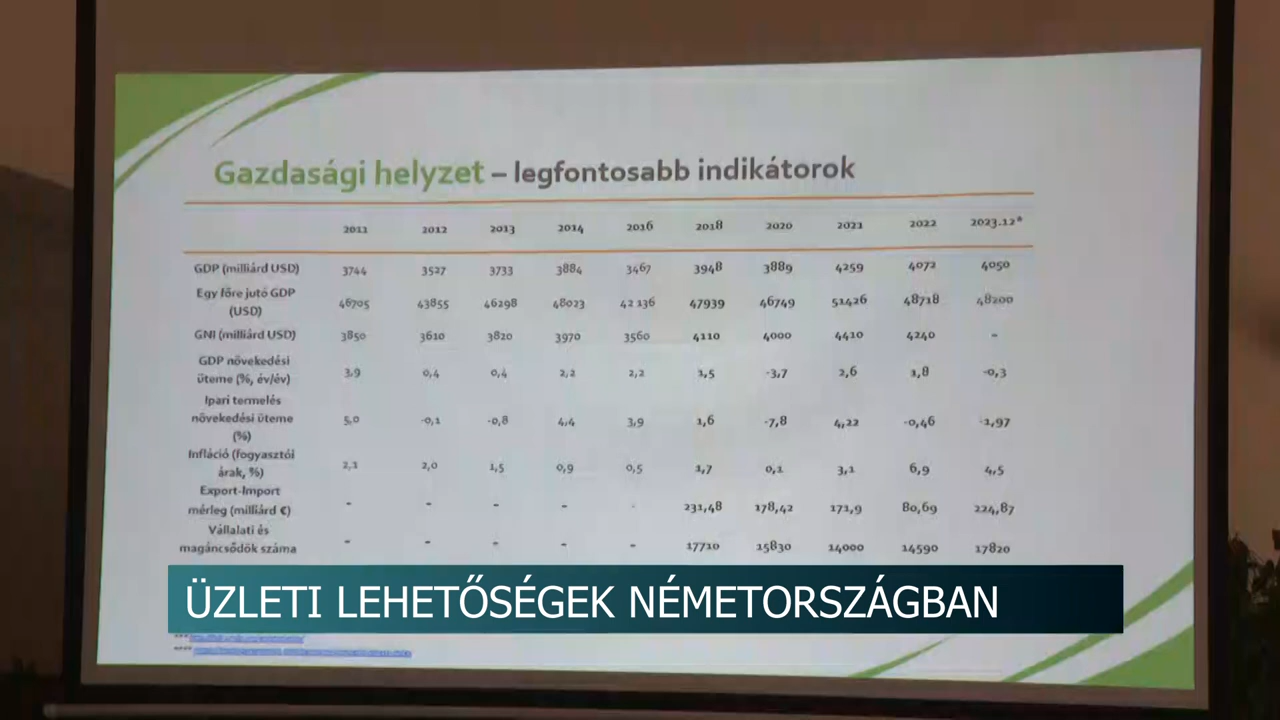 Gazdasági helyzet – legfontosabb indikátorok
2011 2012 2013 2014 2016 2018 2020 2021 2022 2023.12*
GDP (milliárd USD) 3744 3527 3733 3884 3467 3948 3889 4259 4072 4050
Egy főre jutó GDP
(USD) 46705 43855 46298 48023 42 136 47939 46749 51426 48718 48200
GNI (milliárd USD) 3850 3610 3820 3970 3560 4110 4000 4410 4240 -
GDP növekedési
üteme (%, év/év) 3,9 0,4 0,4 2,2 2,2 1,5 -3,7 2,6 1,8 -0,3
Ipari termelés
növekedési üteme
(%) 5,0 -0,1 -0,8 4,4 3,9 1,6 -7,8 4,22 -0,46 -1,97
Infláció (fogyasztói
árak, %) 2,1 2,0 1,5 0,9 0,5 1,7 0,1 3,1 6,9 4,5
Export-Import
mérleg (milliárd €) - - - - - 231,48 178,42 171,9 80,69 224,87
Vállalati és
magáncsődök száma - - - - - 17710 15830 14000 14590 17820
ÜZLETI LEHETŐSÉGEK NÉMETORSZÁGBAN